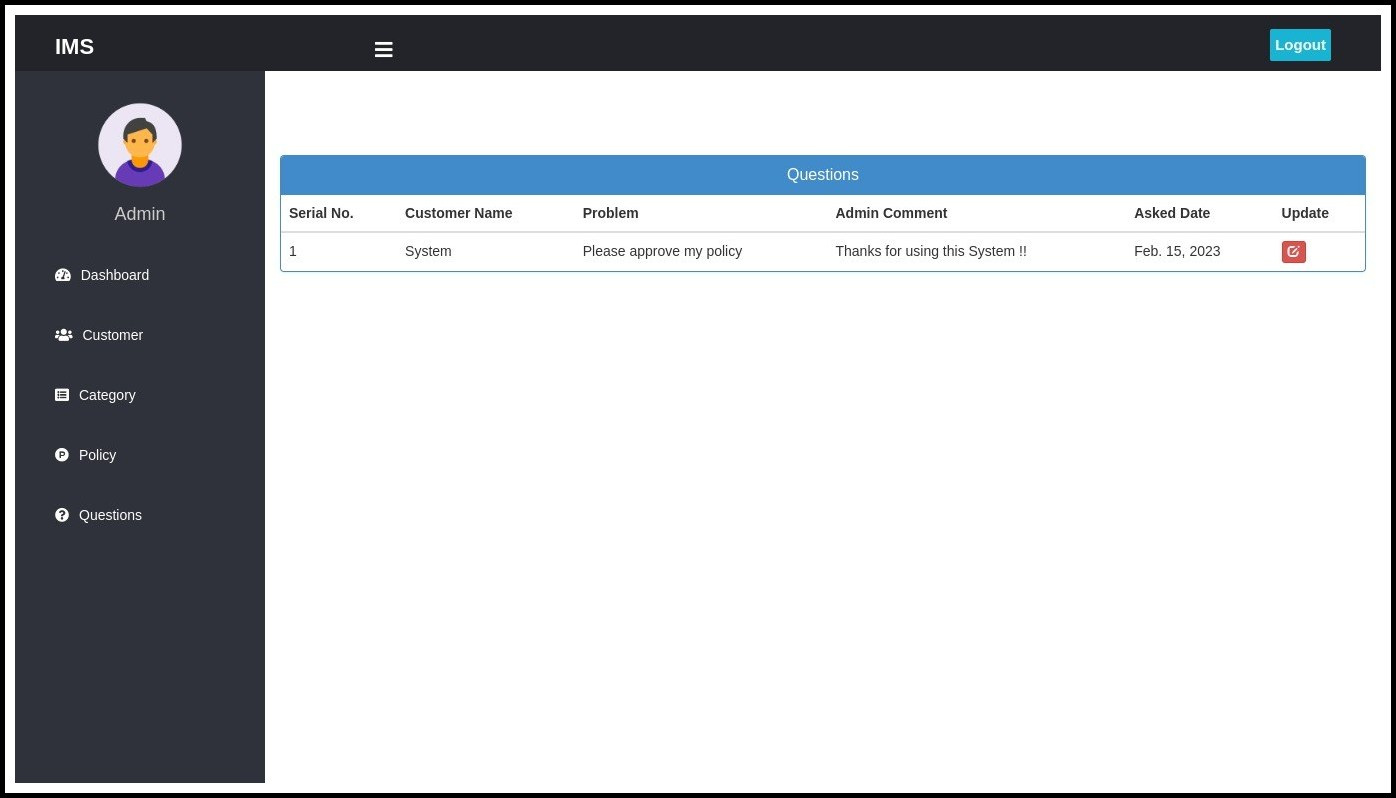 IMS
Logout
Admin
Dashboard
Customer
Category
Policy
Questions
Questions
Serial No. Customer Name Problem Admin Comment Asked Date Update
1 System Please approve my policy Thanks for using this System !! Feb. 15, 2023